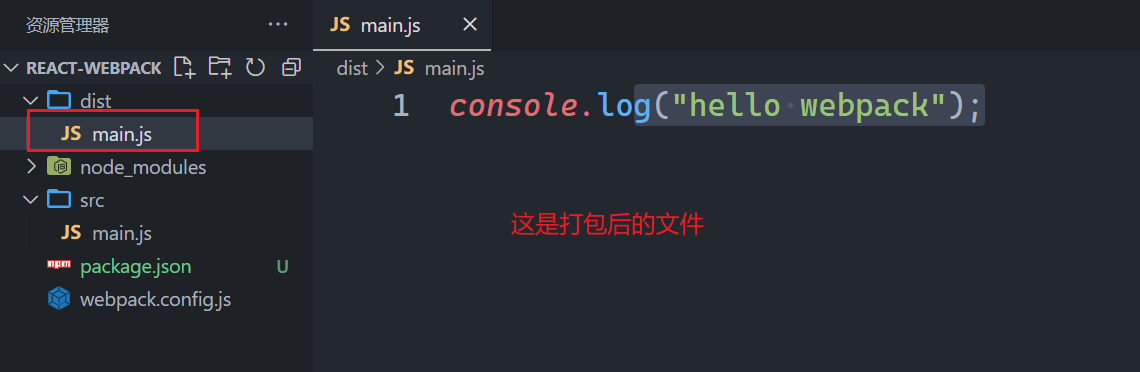 资源管理器
···
JS main.js
REACT-WEBPACK
dist
JS main.js
node_modules
src
JS main.js
npm package.json U
webpack.config.js
dist > JS main.js
1 console.log("hello·webpack");
这是打包后的文件